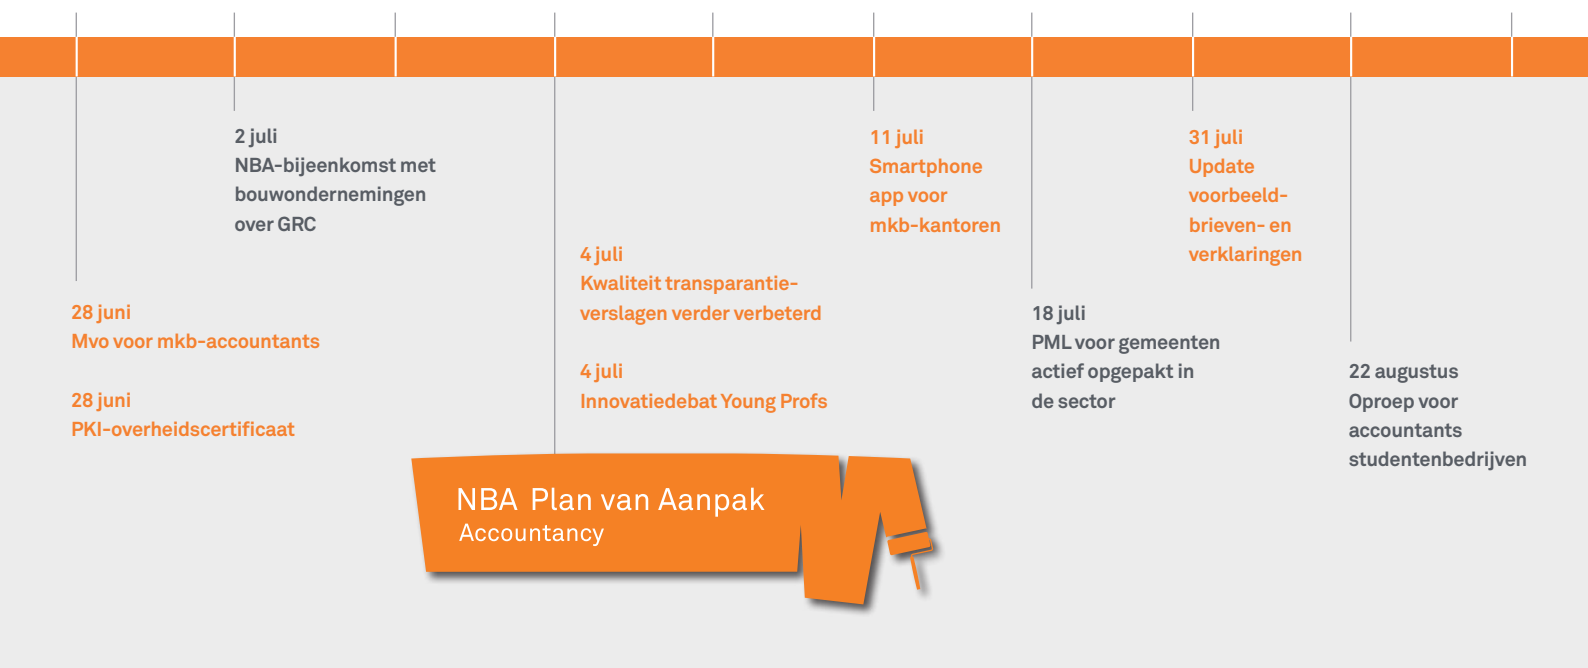 28 juni
Mvo voor mkb-accountants
28 juni
PKI-overheidscertificaat
2 juli
NBA-bijeenkomst met
bouwondernemingen
over GRC
4 juli
Kwaliteit transparantie-
verslagen verder verbeterd
4 juli
Innovatiedebat Young Profs
NBA Plan van Aanpak
Accountancy
11 juli
Smartphone
app voor
mkb-kantoren
18 juli
PML voor gemeenten
actief opgepakt in
de sector
31 juli
Update
voorbeeld-
brieven- en
verklaringen
22 augustus
Oproep voor
accountants
studentenbedrijven